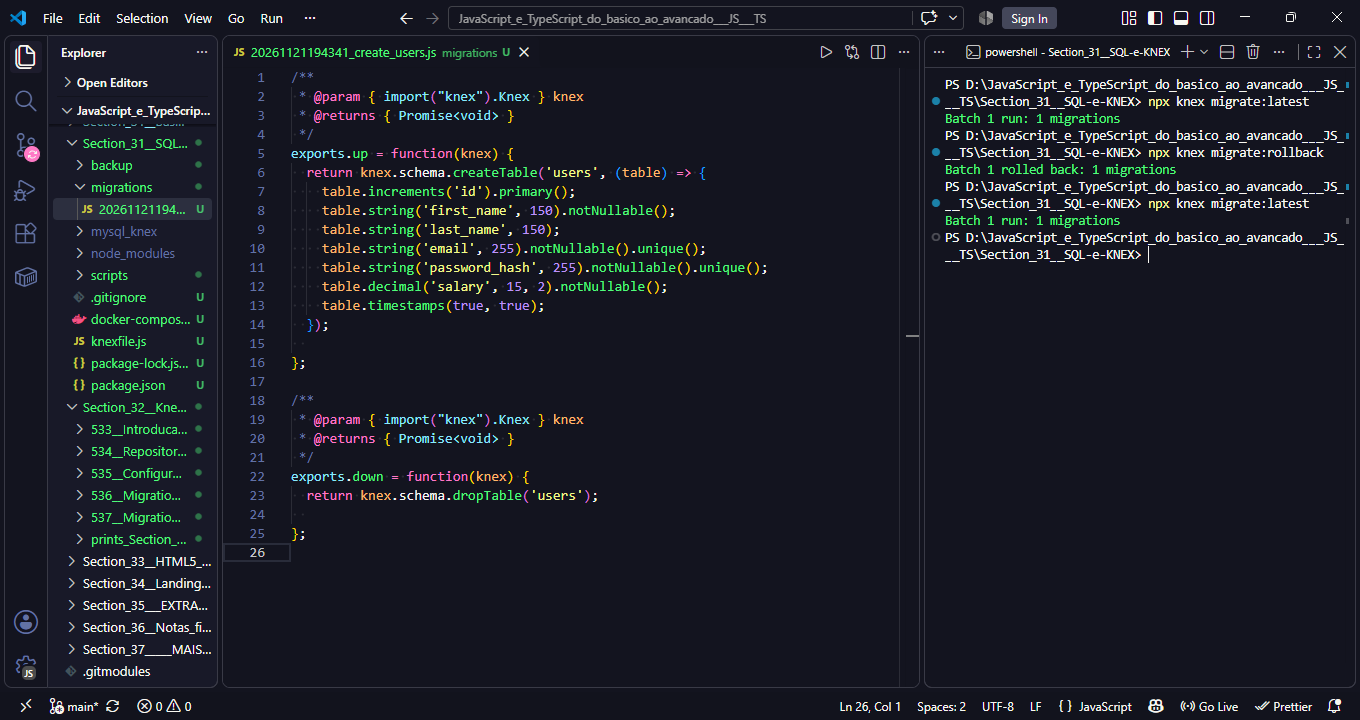 File Edit Selection View Go Run ···
JavaScript_e_TypeScript_do_basico_ao_avancado___JS__TS
Sign In
Explorer ···
Open Editors
JavaScript_e_TypeScrip...
Section_31__SQL...
backup
migrations
JS 20261121194... U
mysql_knex
node_modules
scripts
.gitignore U
docker-compos... U
JS knexfile.js U
{} package-lock.js... U
{} package.json U
Section_32__Kne...
533__Introduca...
534__Repositor...
535__Configur...
536__Migratio...
537__Migratio...
prints_Section_...
Section_33__HTML5_...
Section_34__Landing...
Section_35___EXTRA...
Section_36__Notas_fi...
Section_37_____MAIS...
.gitmodules
JS 20261121194341_create_users.js migrations U
1 /**
2 * @param { import("knex").Knex } knex
3 * @returns { Promise<void> }
4 */
5 exports.up = function(knex) {
6 return knex.schema.createTable('users', (table) => {
7 table.increments('id').primary();
8 table.string('first_name', 150).notNullable();
9 table.string('last_name', 150);
10 table.string('email', 255).notNullable().unique();
11 table.string('password_hash', 255).notNullable().unique();
12 table.decimal('salary', 15, 2).notNullable();
13 table.timestamps(true, true);
14 });
15
16 };
17
18 /**
19 * @param { import("knex").Knex } knex
20 * @returns { Promise<void> }
21 */
22 exports.down = function(knex) {
23 return knex.schema.dropTable('users');
24
25 };
26
powershell - Section_31__SQL-e-KNEX
PS D:\JavaScript_e_TypeScript_do_basico_ao_avancado___JS_
__TS\Section_31__SQL-e-KNEX> npx knex migrate:latest
Batch 1 run: 1 migrations
PS D:\JavaScript_e_TypeScript_do_basico_ao_avancado___JS_
__TS\Section_31__SQL-e-KNEX> npx knex migrate:rollback
Batch 1 rolled back: 1 migrations
PS D:\JavaScript_e_TypeScript_do_basico_ao_avancado___JS_
__TS\Section_31__SQL-e-KNEX> npx knex migrate:latest
Batch 1 run: 1 migrations
PS D:\JavaScript_e_TypeScript_do_basico_ao_avancado___JS_
__TS\Section_31__SQL-e-KNEX>
main* 0 0
Ln 26, Col 1 Spaces: 2 UTF-8 LF {} JavaScript Go Live Prettier